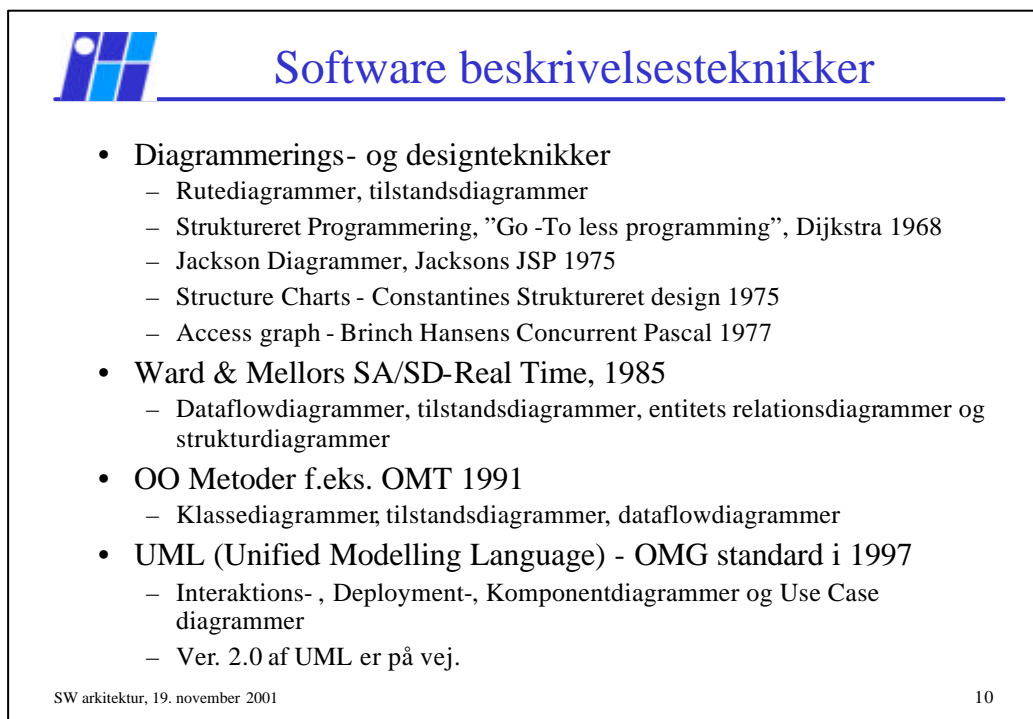 Software beskrivelsesteknikker
• Diagrammerings- og designteknikker
– Rutediagrammer, tilstandsdiagrammer
– Struktureret Programmering, ”Go -To less programming”, Dijkstra 1968
– Jackson Diagrammer, Jacksons JSP 1975
– Structure Charts - Constantines Struktureret design 1975
– Access graph - Brinch Hansens Concurrent Pascal 1977
• Ward & Mellors SA/SD-Real Time, 1985
– Dataflowdiagrammer, tilstandsdiagrammer, entitets relationsdiagrammer og
strukturdiagrammer
• OO Metoder f.eks. OMT 1991
– Klassediagrammer, tilstandsdiagrammer, dataflowdiagrammer
• UML (Unified Modelling Language) - OMG standard i 1997
– Interaktions- , Deployment-, Komponentdiagrammer og Use Case
diagrammer
– Ver. 2.0 af UML er på vej.
SW arkitektur, 19. november 2001
10